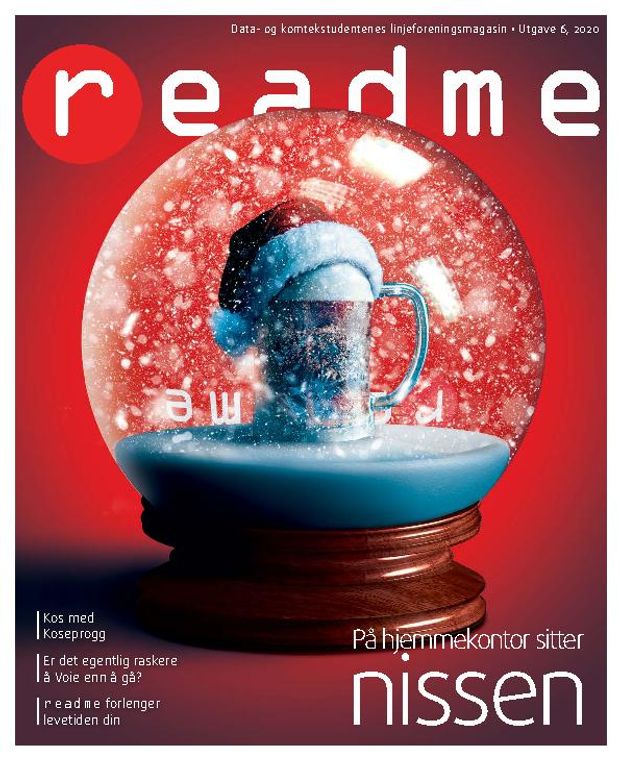 Data- og komtekstudentenes linjeforeningsmagasin • Utgave 6, 2020
readme
Kos med
Koseprogg
Er det egentlig raskere
å Voie enn å gå?
readme forlenger
levetiden din
På hjemmekontor sitter
nissen